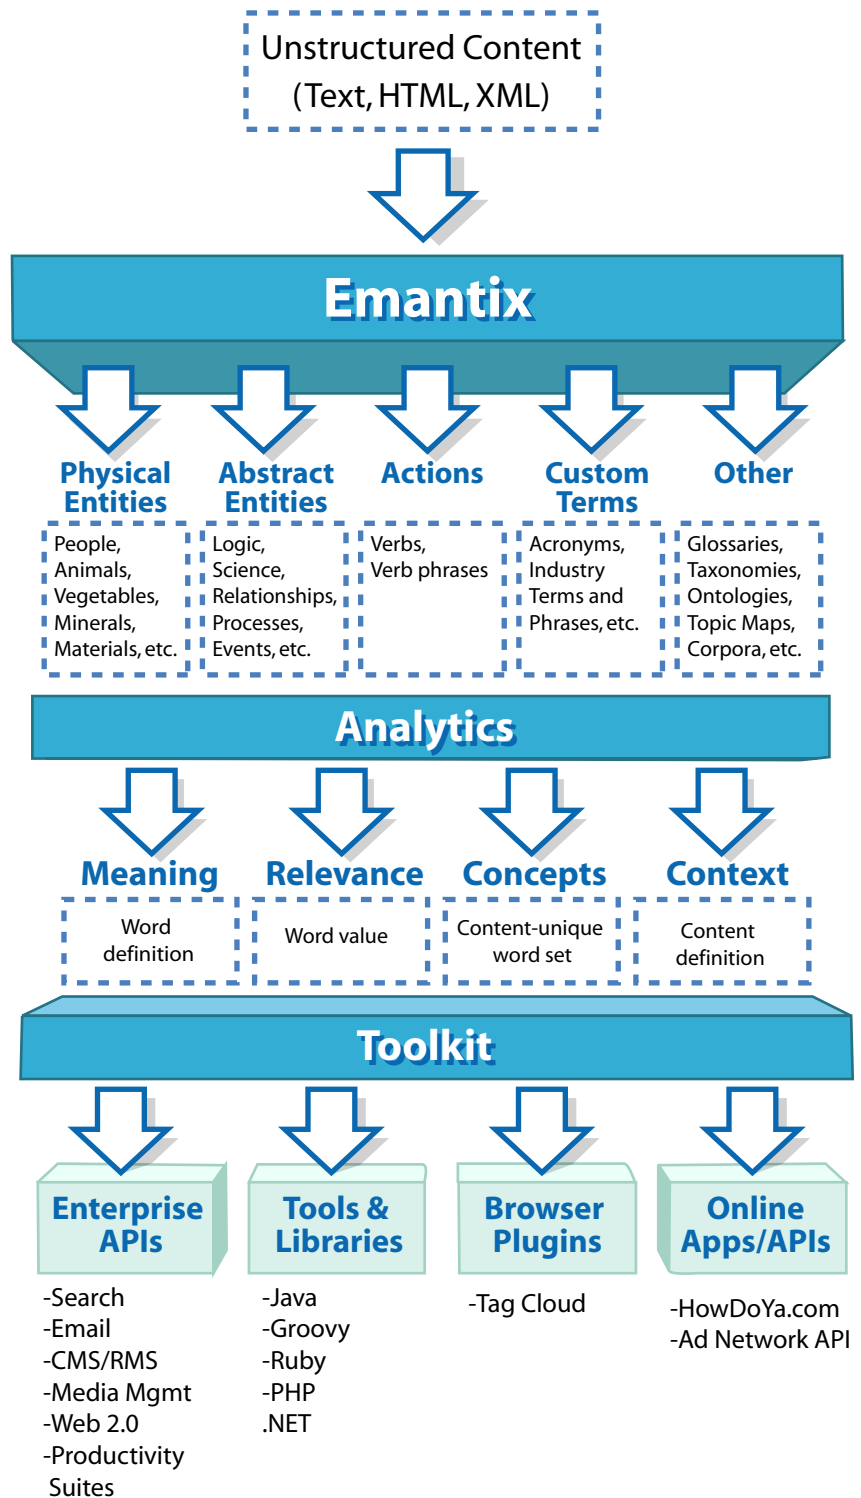 Unstructured Content
(Text, HTML, XML)
Emantix
Physical
Entities
People,
Animals,
Vegetables,
Minerals,
Materials, etc.
Abstract
Entities
Logic,
Science,
Relationships,
Processes,
Events, etc.
Actions
Verbs,
Verb phrases
Custom
Terms
Acronyms,
Industry
Terms and
Phrases, etc.
Other
Glossaries,
Taxonomies,
Ontologies,
Topic Maps,
Corpora, etc.
Analytics
Meaning
Word
definition
Relevance
Word value
Concepts
Content-unique
word set
Context
Content
definition
Toolkit
Enterprise
APIs
-Search
-Email
-CMS/RMS
-Media Mgmt
-Web 2.0
-Productivity
Suites
Tools &
Libraries
-Java
-Groovy
-Ruby
-PHP
.NET
Browser
Plugins
-Tag Cloud
Online
Apps/APIs
-HowDoYa.com
-Ad Network API